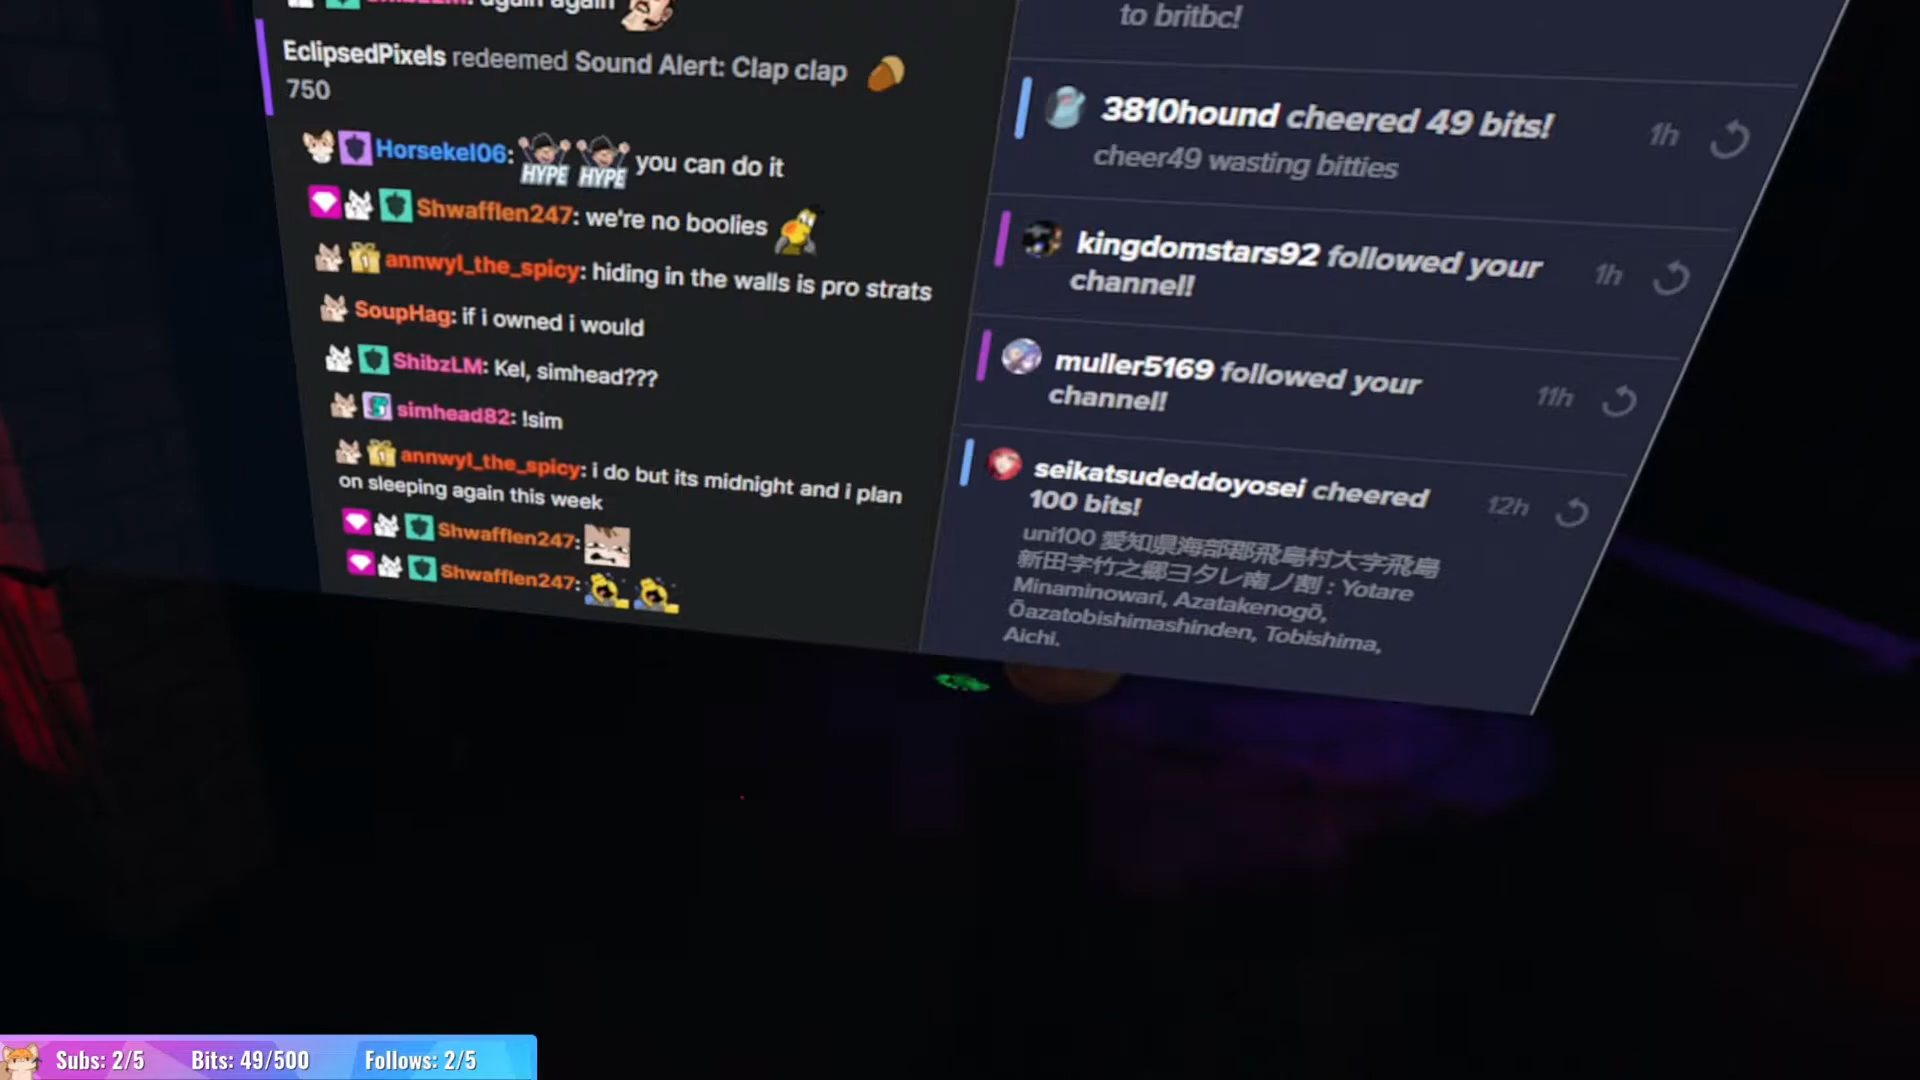 again again
EclipsedPixels redeemed Sound Alert: Clap clap
750
Horsekel06: HYPE HYPE you can do it
Shwafflen247: we're no boolies
annwyl_the_spicy: hiding in the walls is pro strats
SoupHag: if i owned i would
ShibzLM: Kel, simhead???
simhead82: !sim
annwyl_the_spicy: i do but its midnight and i plan
on sleeping again this week
Shwafflen247:
Shwafflen247:
to britbc!
3810hound cheered 49 bits! 1h
cheer49 wasting bitties
kingdomstars92 followed your 1h
channel!
muller5169 followed your 11h
channel!
seikatsudeddoyosei cheered 12h
100 bits!
uni100 愛知県海部郡飛島村大字飛島
新田字竹之郷ヨタレ南ノ割 : Yotare
Minaminowari, Azatakenogō,
Ōazatobishimashinden, Tobishima,
Aichi.
Subs: 2/5 Bits: 49/500 Follows: 2/5